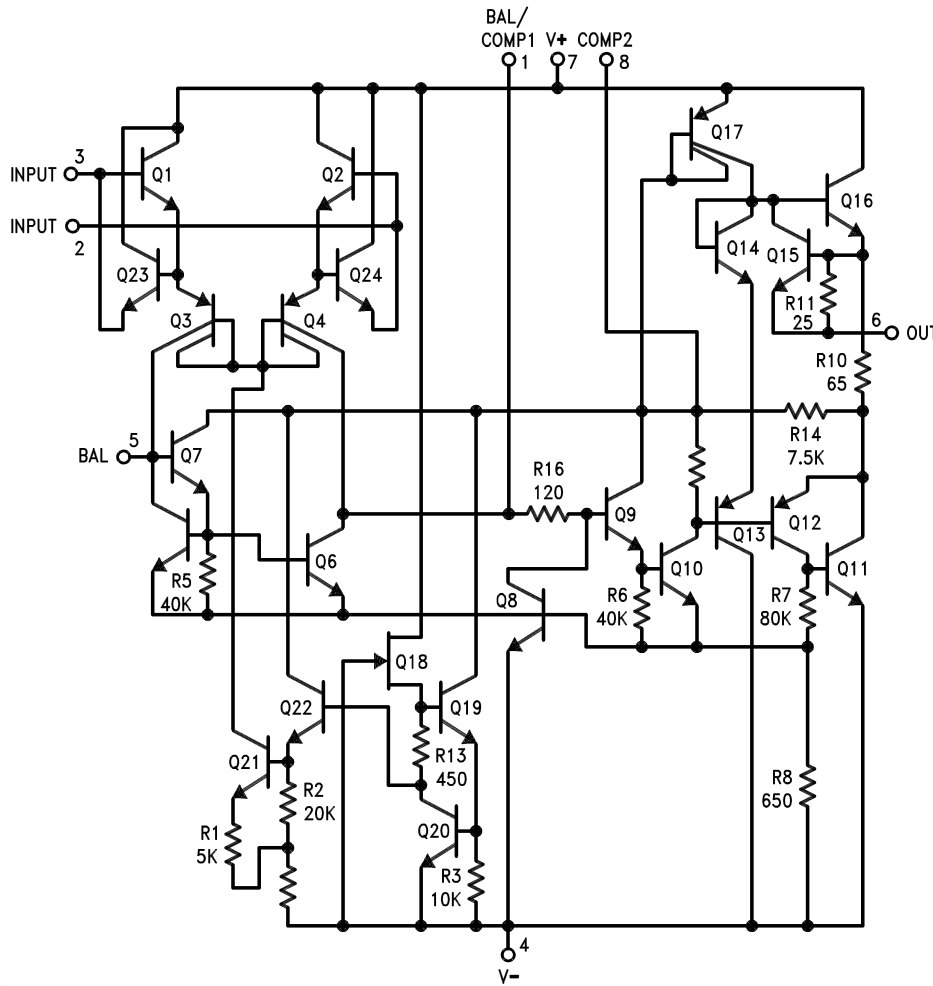 BAL/
COMP1 V+ COMP2
1 7 8
Q17
3
INPUT Q1 Q2 Q16
INPUT
2
Q14 Q15
Q23 Q24
R11
25
Q3 Q4 6
OUT
R10
65
5
BAL Q7
R14
7.5K
R16
120
Q9 Q13 Q12
Q6 Q10 Q11
R5
40K
Q8 R6
40K
R7
80K
Q18
Q22 Q19
Q21 R13
450
R2
20K
R8
650
R1
5K
Q20
R3
10K
4
V-